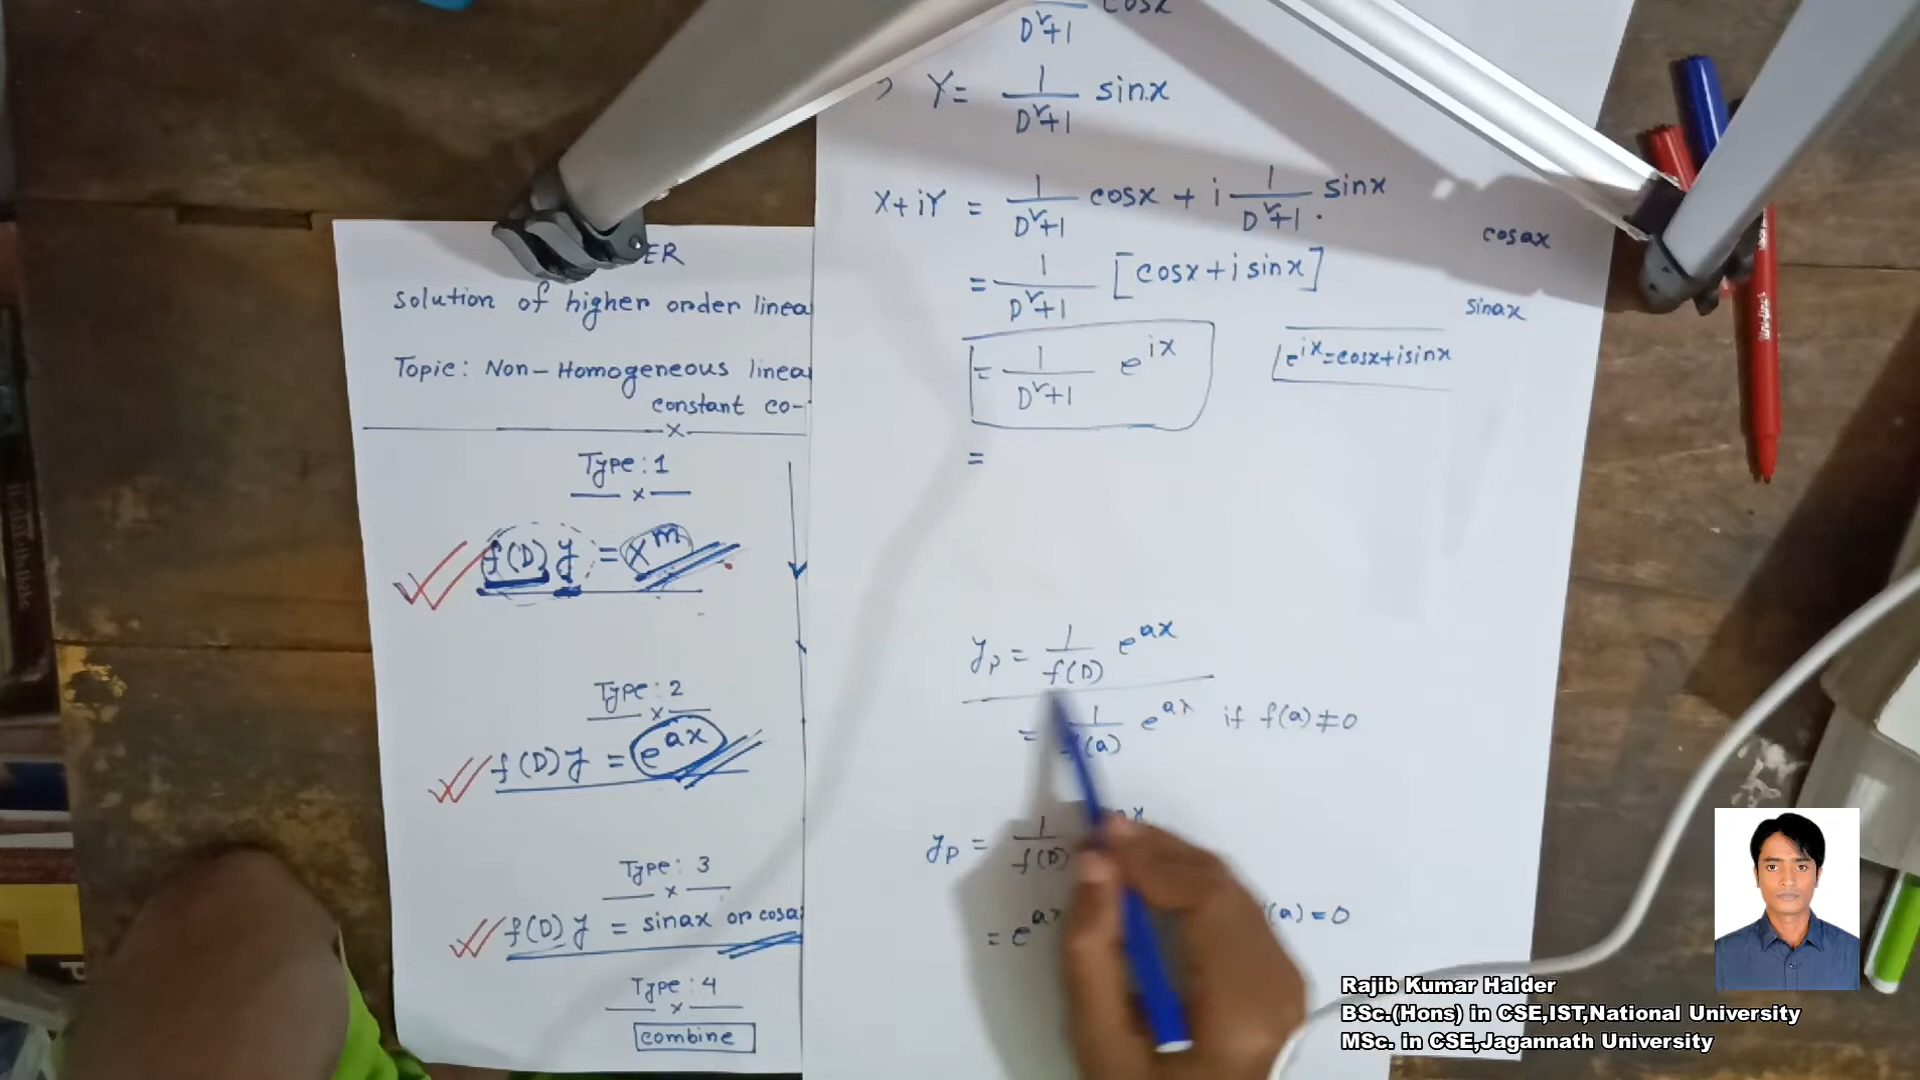 ER
solution of higher order linea
Topic: Non-Homogeneous linea
constant co-
x
Type: 1
x
f(D) y = x^m
Type: 2
x
f(D) y = e^ax
Type: 3
x
f(D) y = sinax or cosa
Type: 4
x
combine
1/(D²+1) cosx
Y = 1/(D²+1) sinx
X+iY = 1/(D²+1) cosx + i 1/(D²+1) . sinx
= 1/(D²+1) [cosx + i sinx]
= 1/(D²+1) e^ix
=
cosax
sinax
e^ix = cosx+isinx
y_p = 1/f(D) e^ax
= 1/f(a) e^ax if f(a) ≠ 0
y_p = 1/f(D)
= e^ax (a) = 0
Rajib Kumar Halder
BSc.(Hons) in CSE,IST,National University
MSc. in CSE,Jagannath University